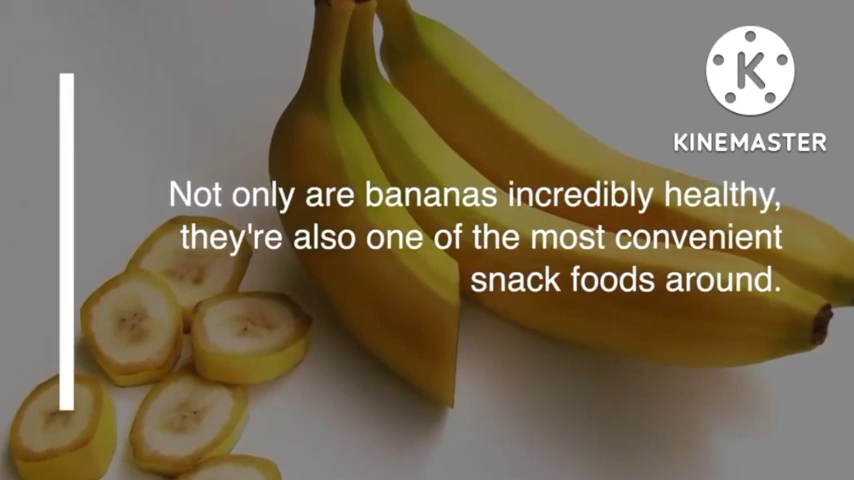 K
KINEMASTER
Not only are bananas incredibly healthy,
they're also one of the most convenient
snack foods around.